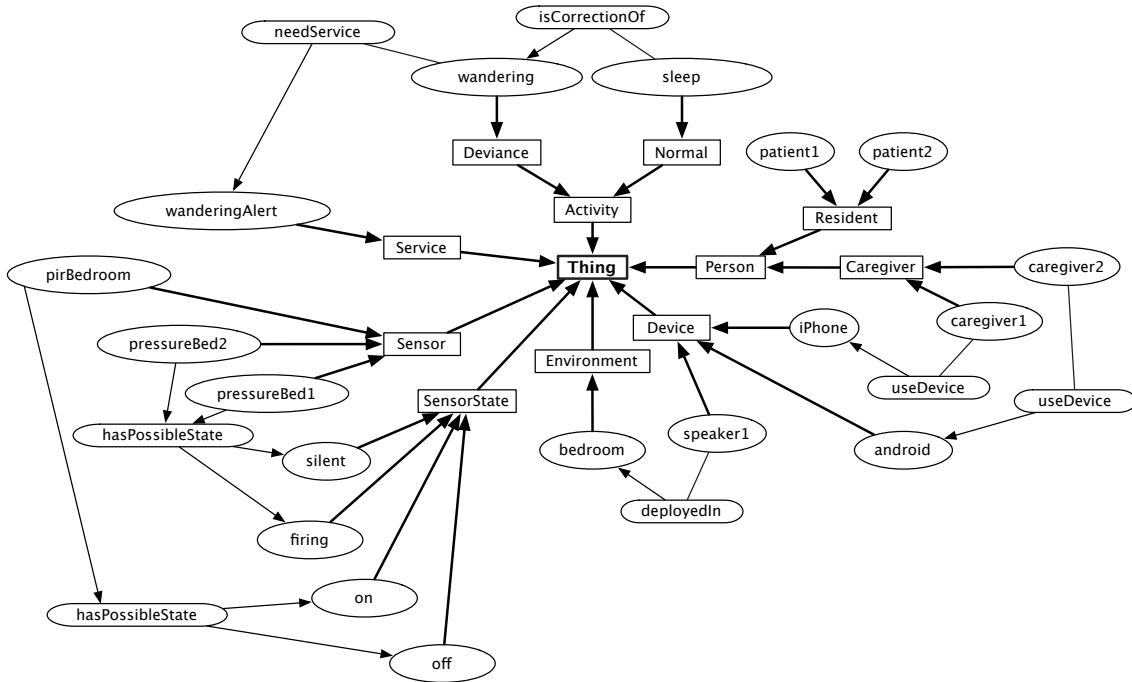 isCorrectionOf
needService
wandering
sleep
Deviance
Normal
patient1
patient2
wanderingAlert
Activity
Resident
Service
Thing
Person
Caregiver
caregiver2
pirBedroom
caregiver1
Device
iPhone
pressureBed2
Sensor
Environment
pressureBed1
useDevice
SensorState
useDevice
hasPossibleState
speaker1
silent
bedroom
android
deployedIn
firing
on
hasPossibleState
off